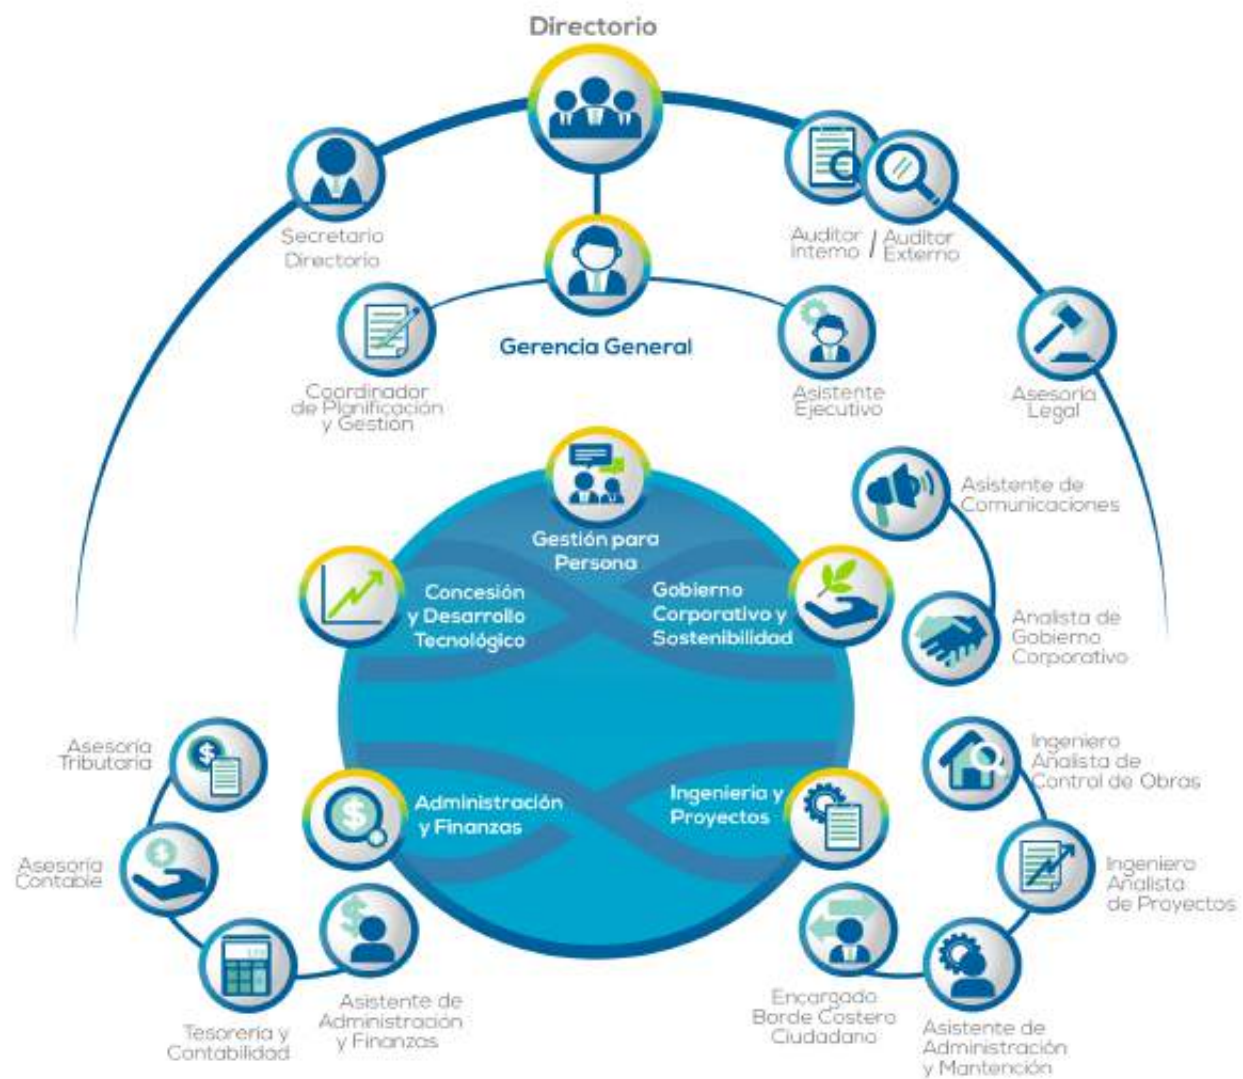 Directorio
Secretario
Directorio
Auditor
Interno
/
Auditor
Externo
Gerencia General
Coordinador
de Planificación
y Gestión
Asistente
Ejecutivo
Asesoría
Legal
Gestión para
Persona
Asistente de
Comunicaciones
Concesión
y Desarrollo
Tecnológico
Gobierno
Corporativo y
Sostenibilidad
Analista de
Gobierno
Corporativo
Asesoría
Tributaria
Administración
y Finanzas
Ingeniería y
Proyectos
Ingeniero
Analista de
Control de Obras
Asesoría
Contable
Ingeniero
Analista
de Proyectos
Tesorería y
Contabilidad
Asistente de
Administración
y Finanzas
Encargado
Borde Costero
Ciudadano
Asistente de
Administración
y Mantención